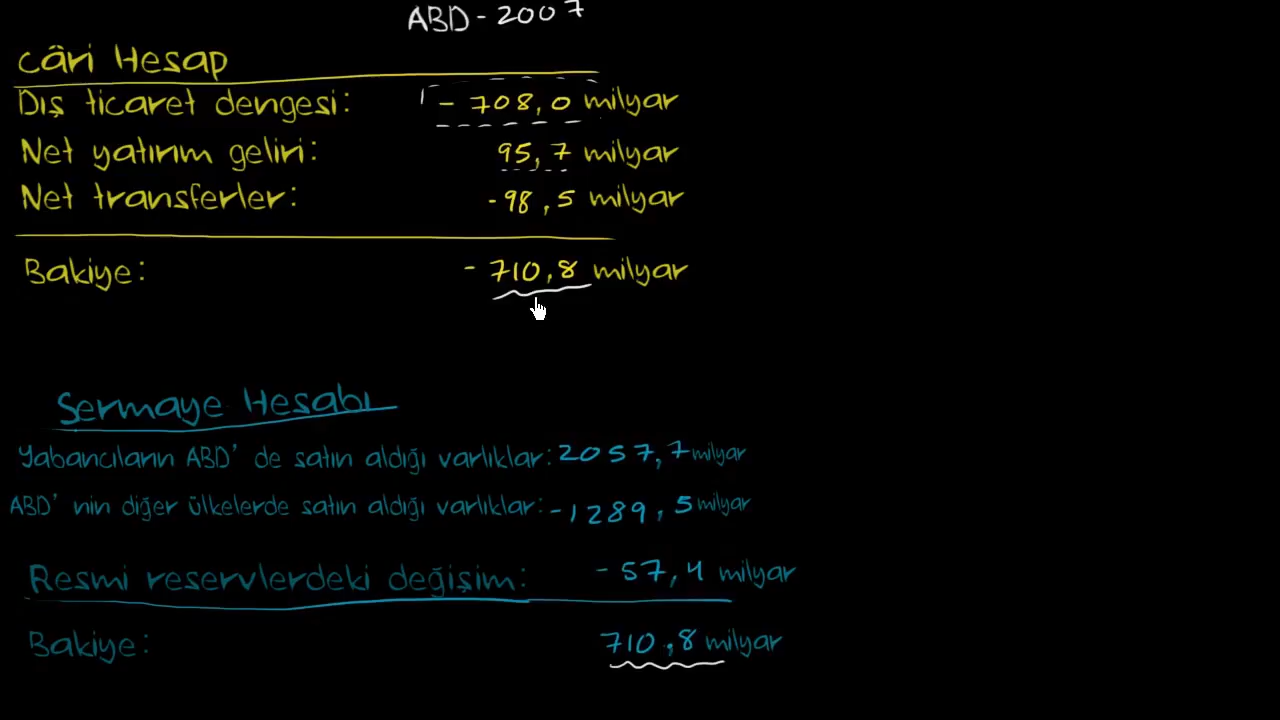 ABD - 2007
Câri Hesap
Dış ticaret dengesi: - 708,0 milyar
Net yatırım geliri: 95,7 milyar
Net transferler: -98,5 milyar
Bakiye: - 710,8 milyar
Sermaye Hesabı
Yabancıların ABD' de satın aldığı varlıklar: 2057,7 milyar
ABD' nin diğer ülkelerde satın aldığı varlıklar: -1289,5 milyar
Resmi reservlerdeki değişim: - 57,4 milyar
Bakiye: 710,8 milyar